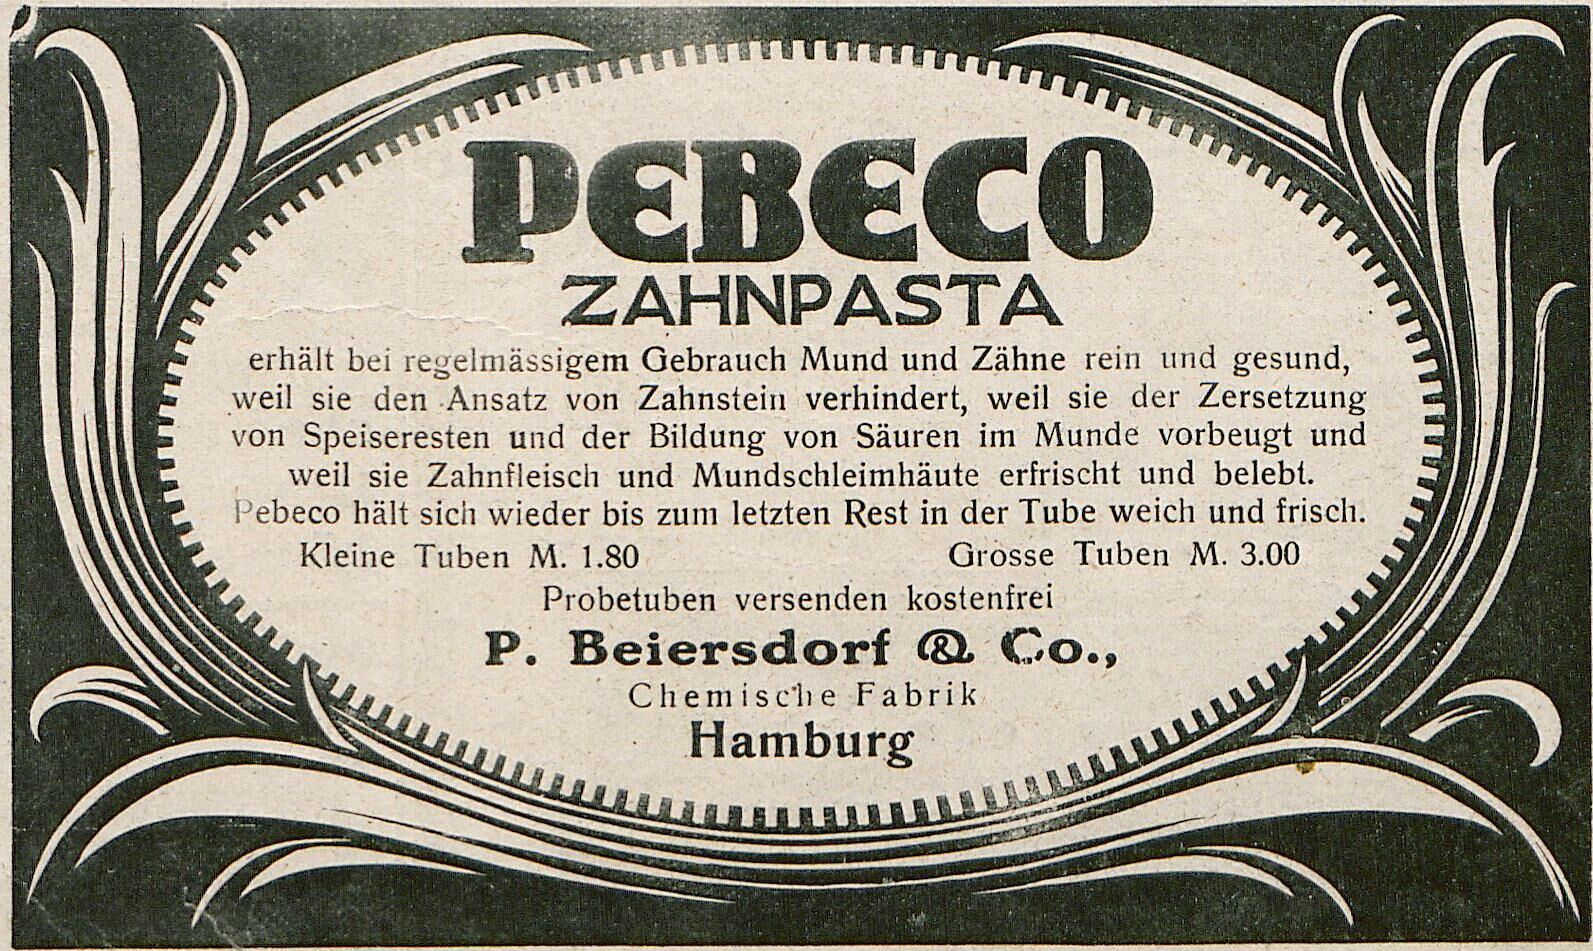 PEBECO
ZAHNPASTA
erhält bei regelmässigem Gebrauch Mund und Zähne rein und gesund,
weil sie den Ansatz von Zahnstein verhindert, weil sie der Zersetzung
von Speiseresten und der Bildung von Säuren im Munde vorbeugt und
weil sie Zahnfleisch und Mundschleimhäute erfrischt und belebt.
Pebeco hält sich wieder bis zum letzten Rest in der Tube weich und frisch.
Kleine Tuben M. 1.80 Grosse Tuben M. 3.00
Probetuben versenden kostenfrei
P. Beiersdorf & Co.,
Chemische Fabrik
Hamburg